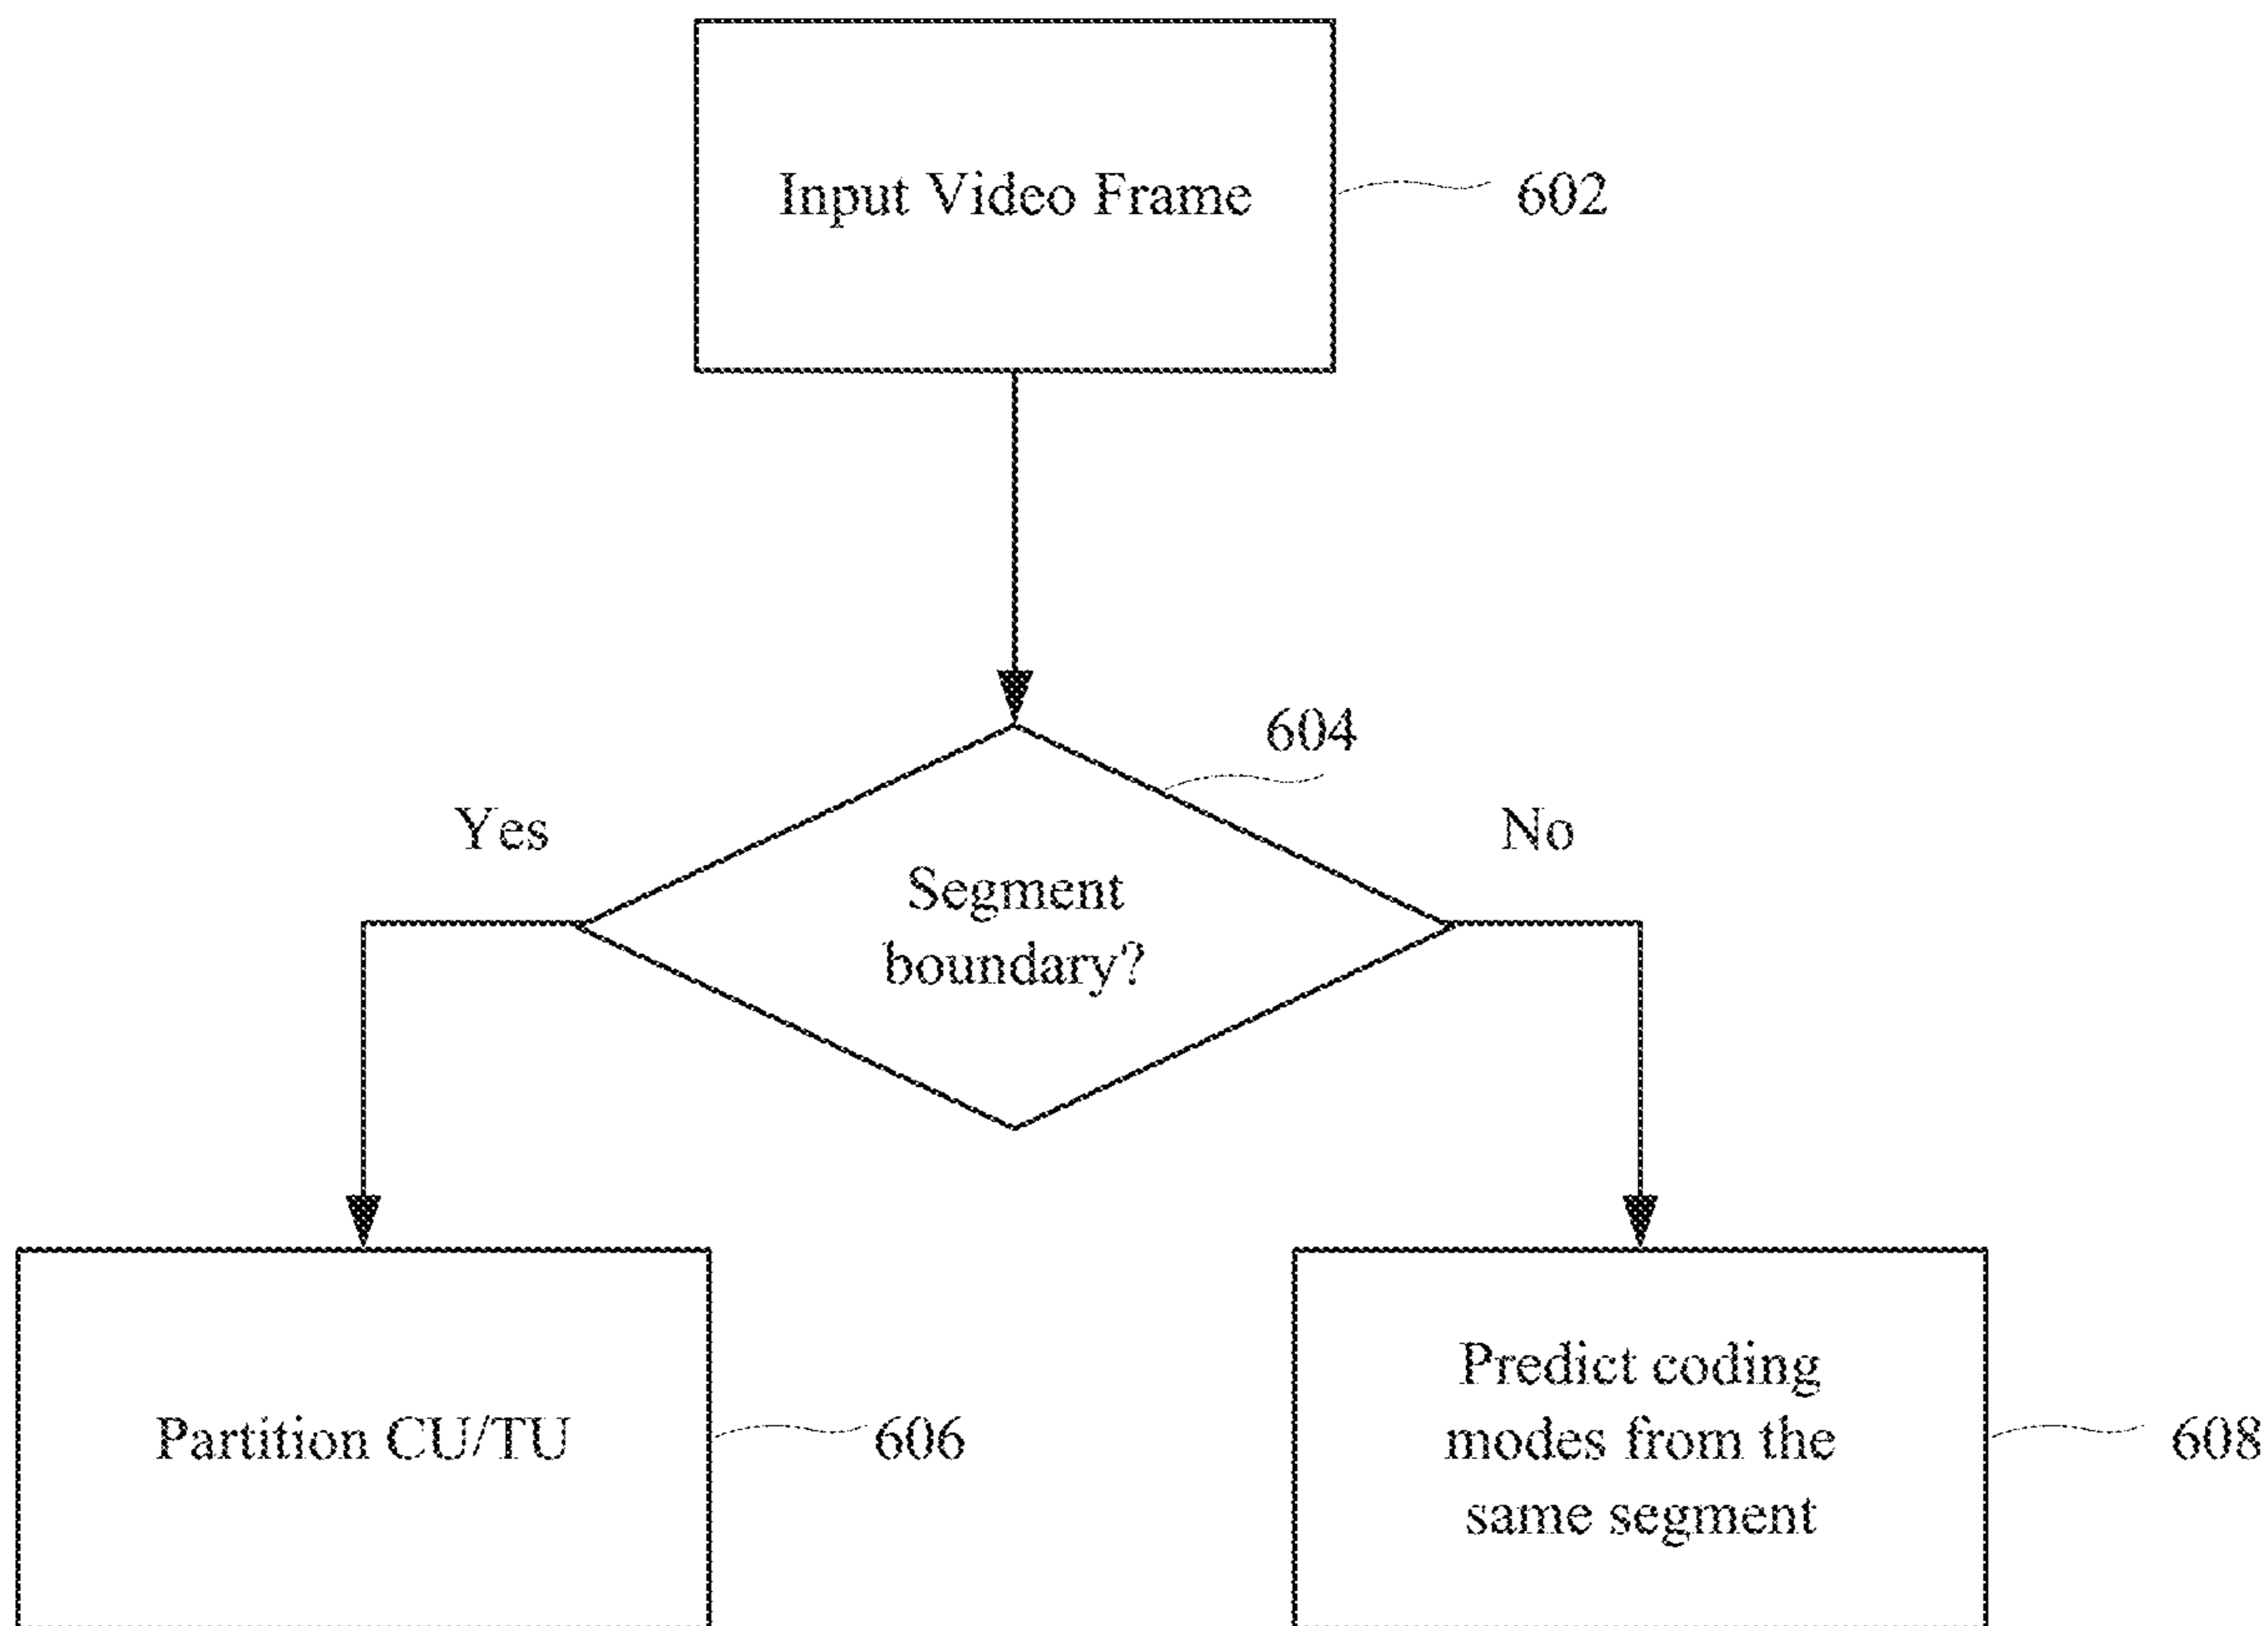 Input Video Frame
602
604
Yes
No
Segment
boundary?
Partition CU/TU
606
Predict coding
modes from the
same segment
608